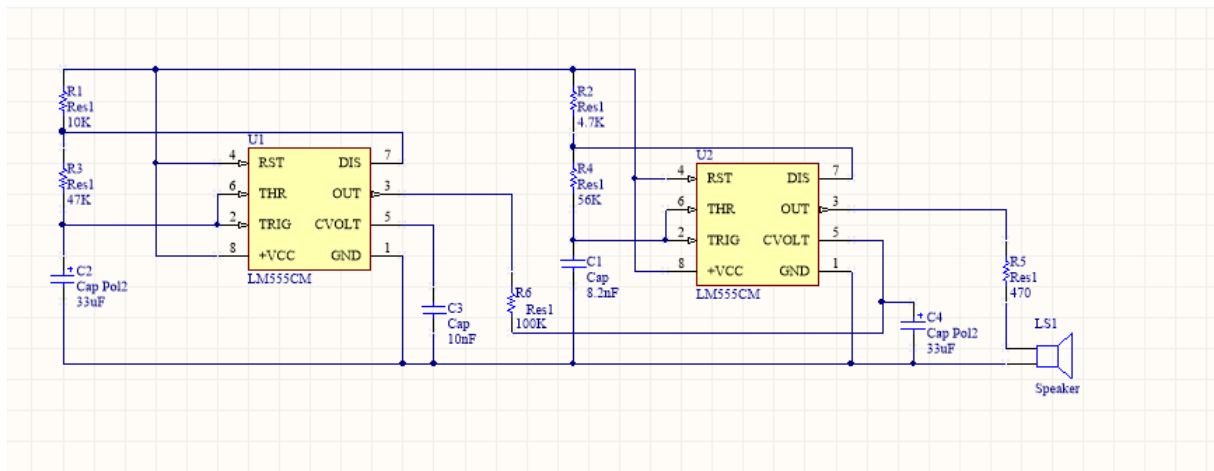 R1
Res1
10K
R3
Res1
47K
C2
Cap Pol2
33uF
U1
4 RST DIS 7
6 THR OUT 3
2 TRIG CVOLT 5
8 +VCC GND 1
LM555CM
C3
Cap
10nF
R6
Res1
100K
R2
Res1
4.7K
R4
Res1
56K
C1
Cap
8.2nF
U2
4 RST DIS 7
6 THR OUT 3
2 TRIG CVOLT 5
8 +VCC GND 1
LM555CM
C4
Cap Pol2
33uF
R5
Res1
470
LS1
Speaker